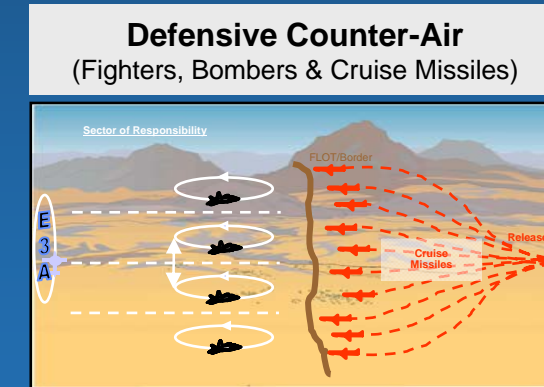 Defensive Counter-Air
(Fighters, Bombers & Cruise Missiles)
Sector of Responsibility
FLOT/Border
E
3
A
Release
Cruise
Missiles